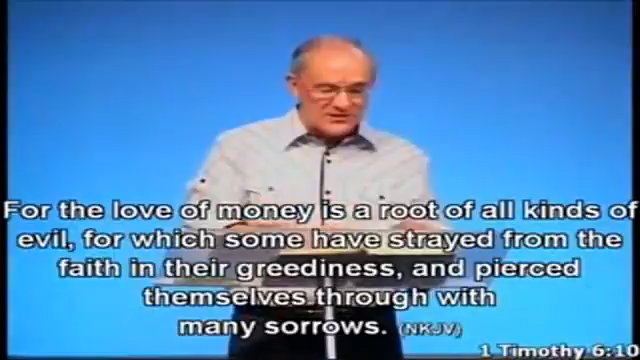 For the love of money is a root of all kinds of
evil, for which some have strayed from the
faith in their greediness, and pierced
themselves through with
many sorrows. (NKJV)
1 Timothy 6:10